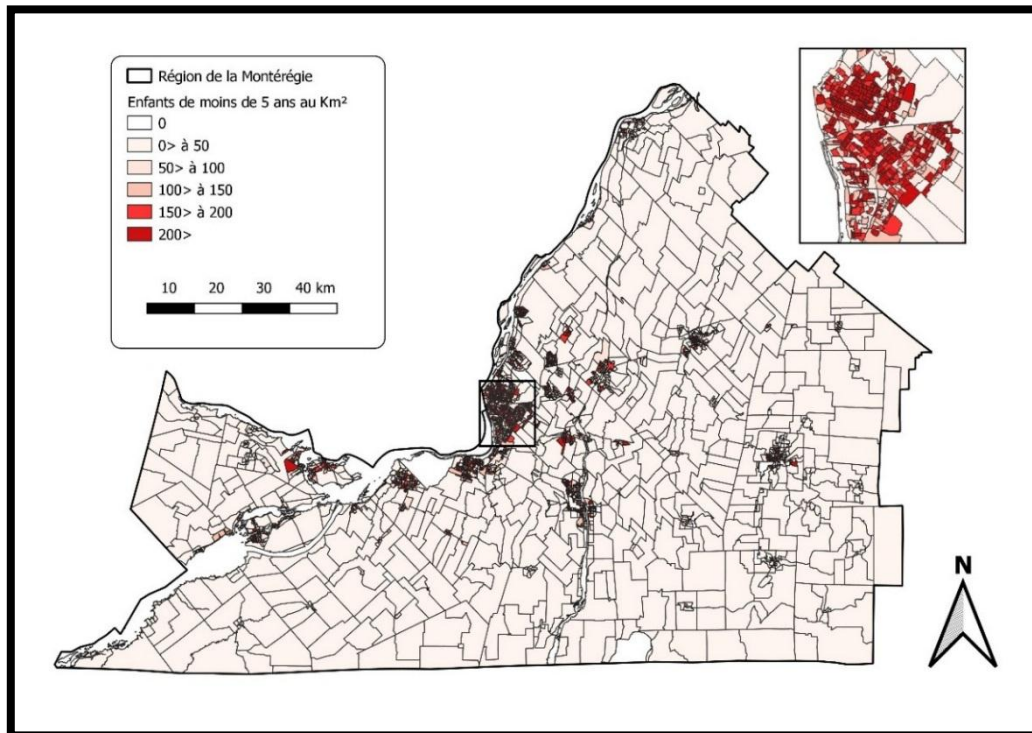 Région de la Montérégie
Enfants de moins de 5 ans au Km²
0
0> à 50
50> à 100
100> à 150
150> à 200
200>
10 20 30 40 km
N